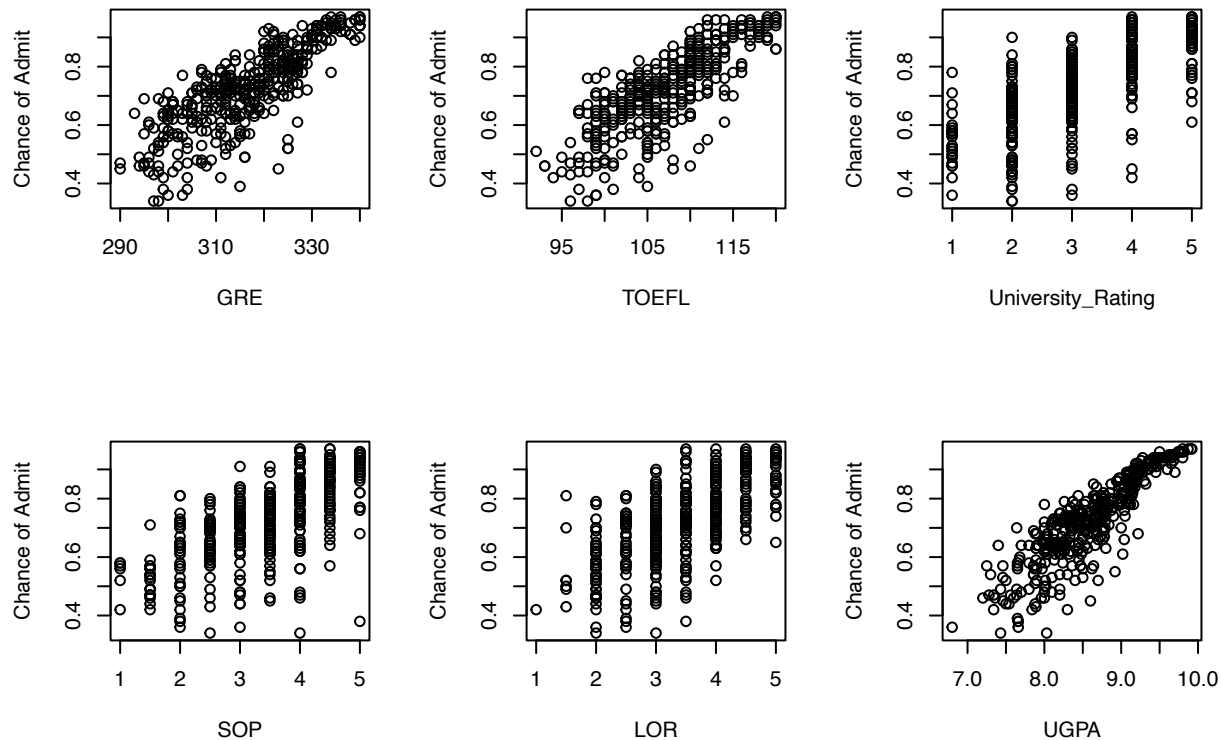 Chance of Admit
0.4 0.6 0.8
290 310 330
GRE
Chance of Admit
0.4 0.6 0.8
95 105 115
TOEFL
Chance of Admit
0.4 0.6 0.8
1 2 3 4 5
University_Rating
Chance of Admit
0.4 0.6 0.8
1 2 3 4 5
SOP
Chance of Admit
0.4 0.6 0.8
1 2 3 4 5
LOR
Chance of Admit
0.4 0.6 0.8
7.0 8.0 9.0 10.0
UGPA